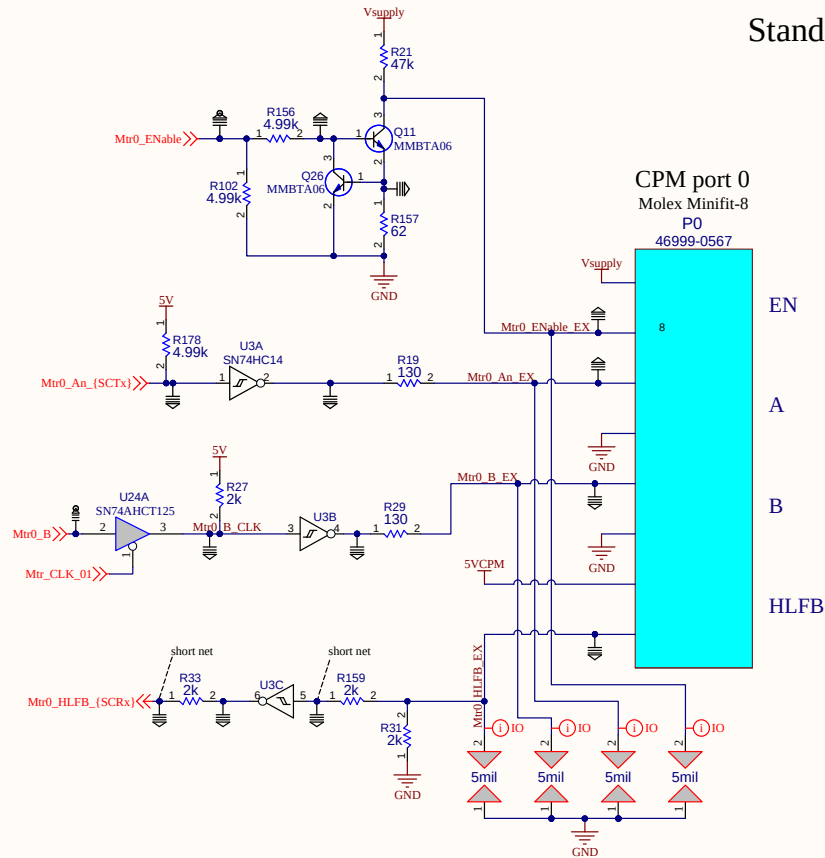 Stand
Vsupply
1
R21
47k
2
Mtr0_ENable
R156
4.99k
1
2
3
1
Q11
MMBTA06
2
1
R102
4.99k
2
3
Q26
MMBTA06
1
2
1
R157
62
2
GND
CPM port 0
Molex Minifit-8
P0
46999-0567
Vsupply
EN
8
Mtr0_ENable_EX
5V
1
R178
4.99k
2
U3A
SN74HC14
Mtr0_An_{SCTx}
1
2
R19
1
2
130
Mtr0_An_EX
A
GND
5V
1
R27
2k
2
U24A
SN74AHCT125
Mtr0_B
2
3
1
Mtr_CLK_01
Mtr0_B_CLK
3
U3B
4
R29
1
2
130
Mtr0_B_EX
B
GND
5VCPM
HLFB
short net
short net
Mtr0_HLFB_{SCRx}
R33
1
2
2k
6
U3C
5
R159
1
2
2k
2
R31
2k
1
GND
Mtr0_HLFB_EX
i IO
i IO
i IO
i IO
2
2
2
2
5mil
5mil
5mil
5mil
1
1
1
1
GND